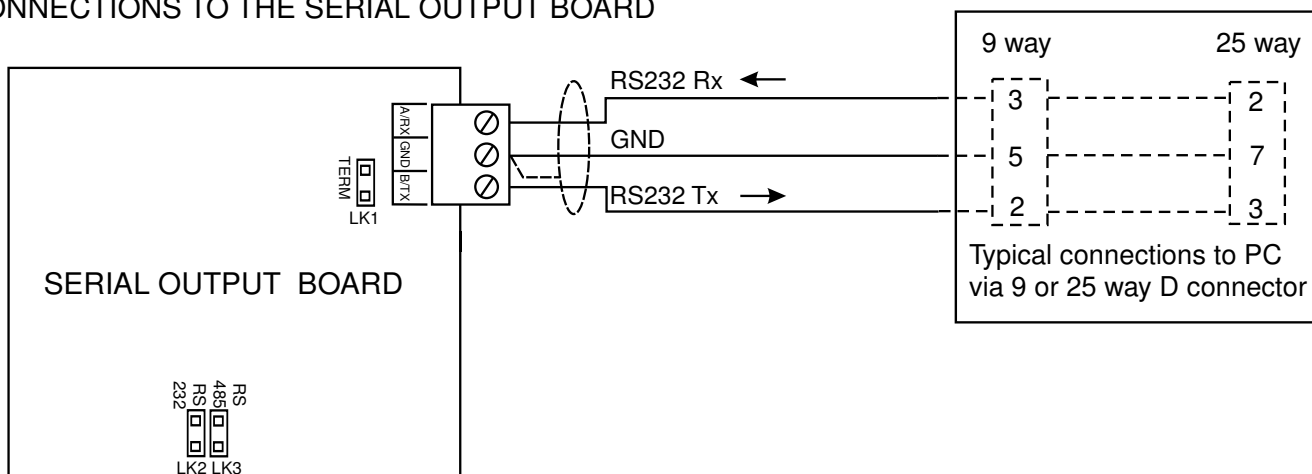 ONNECTIONS TO THE SERIAL OUTPUT BOARD
9 way
25 way
RS232 Rx
3
2
A/RX
GND
B/TX
GND
TERM
5
7
LK1
RS232 Tx
2
3
Typical connections to PC
via 9 or 25 way D connector
SERIAL OUTPUT BOARD
RS
232
RS
485
LK2
LK3